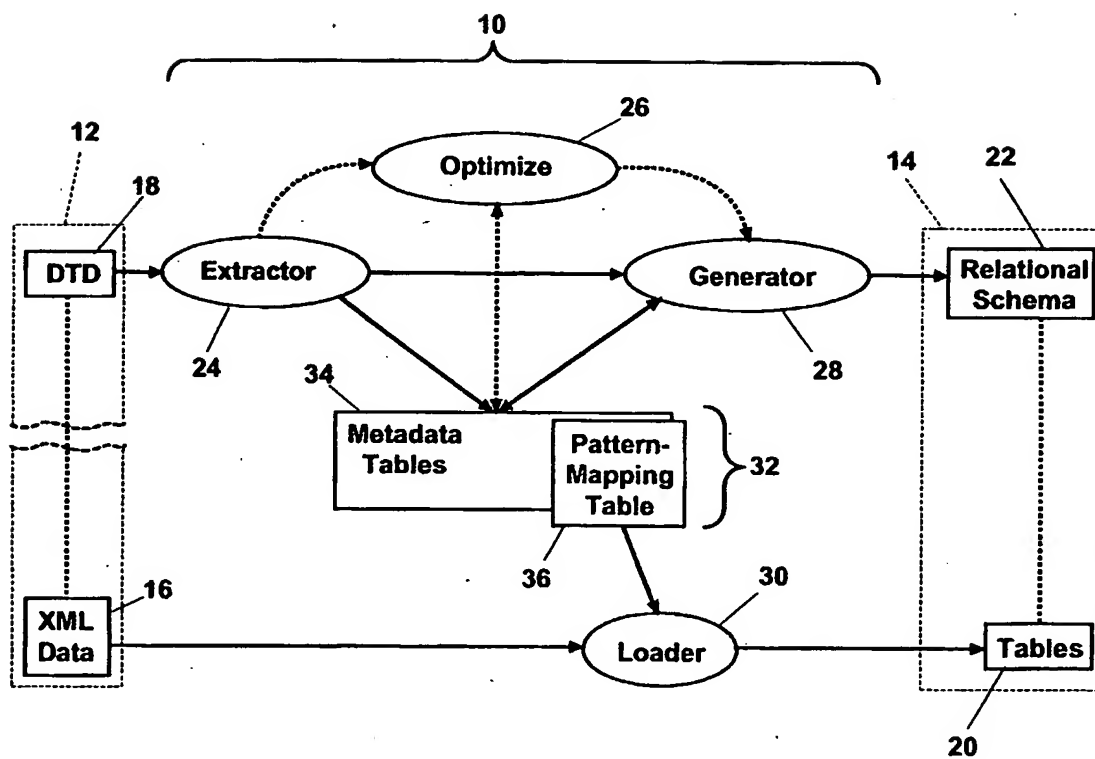 10
26
12
Optimize
22
18
14
DTD
Extractor
Generator
Relational
Schema
24
28
34
Metadata
Tables
Pattern-
Mapping
Table
32
36
30
16
XML
Data
Loader
Tables
20